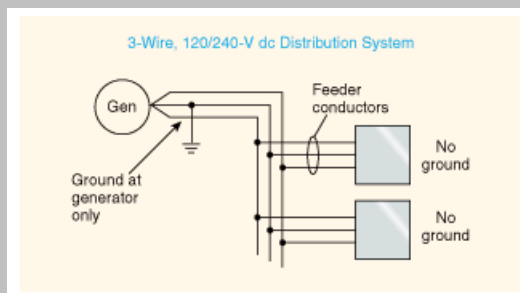 3-Wire, 120/240-V dc Distribution System
Gen
Feeder
conductors
No
ground
Ground at
generator
only
No
ground